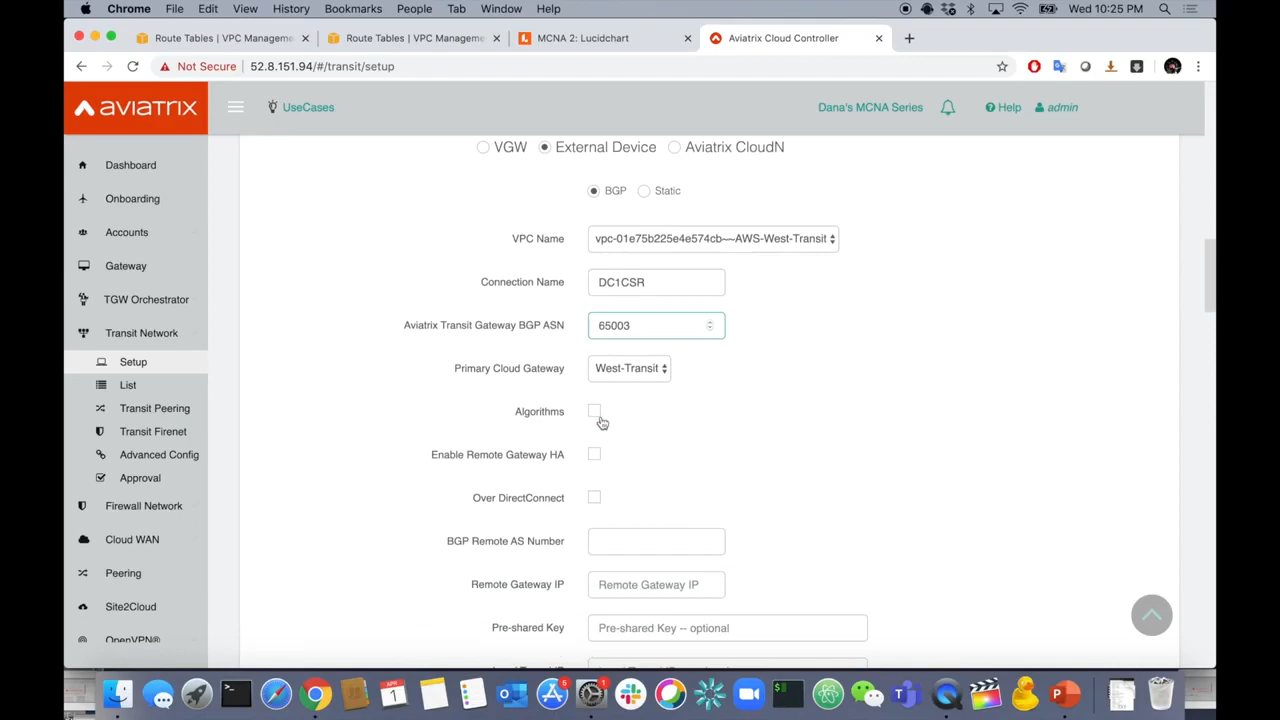 Chrome File Edit View History Bookmarks People Tab Window Help Wed 10:25 PM
Route Tables | VPC Manageme Route Tables | VPC Manageme MCNA 2: Lucidchart Aviatrix Cloud Controller
Not Secure 52.8.151.94/#/transit/setup
aviatrix UseCases Dana's MCNA Series Help admin
VGW External Device Aviatrix CloudN
Dashboard
BGP Static
Onboarding
Accounts
VPC Name vpc-01e75b225e4e574cb~~AWS-West-Transit
Gateway
Connection Name DC1CSR
TGW Orchestrator
Aviatrix Transit Gateway BGP ASN 65003
Transit Network
Setup
Primary Cloud Gateway West-Transit
List
Transit Peering
Algorithms
Transit Firenet
Advanced Config
Enable Remote Gateway HA
Approval
Over DirectConnect
Firewall Network
Cloud WAN
BGP Remote AS Number
Peering
Remote Gateway IP Remote Gateway IP
Site2Cloud
Pre-shared Key Pre-shared Key -- optional
OpenVPN®
APR
1
6
1